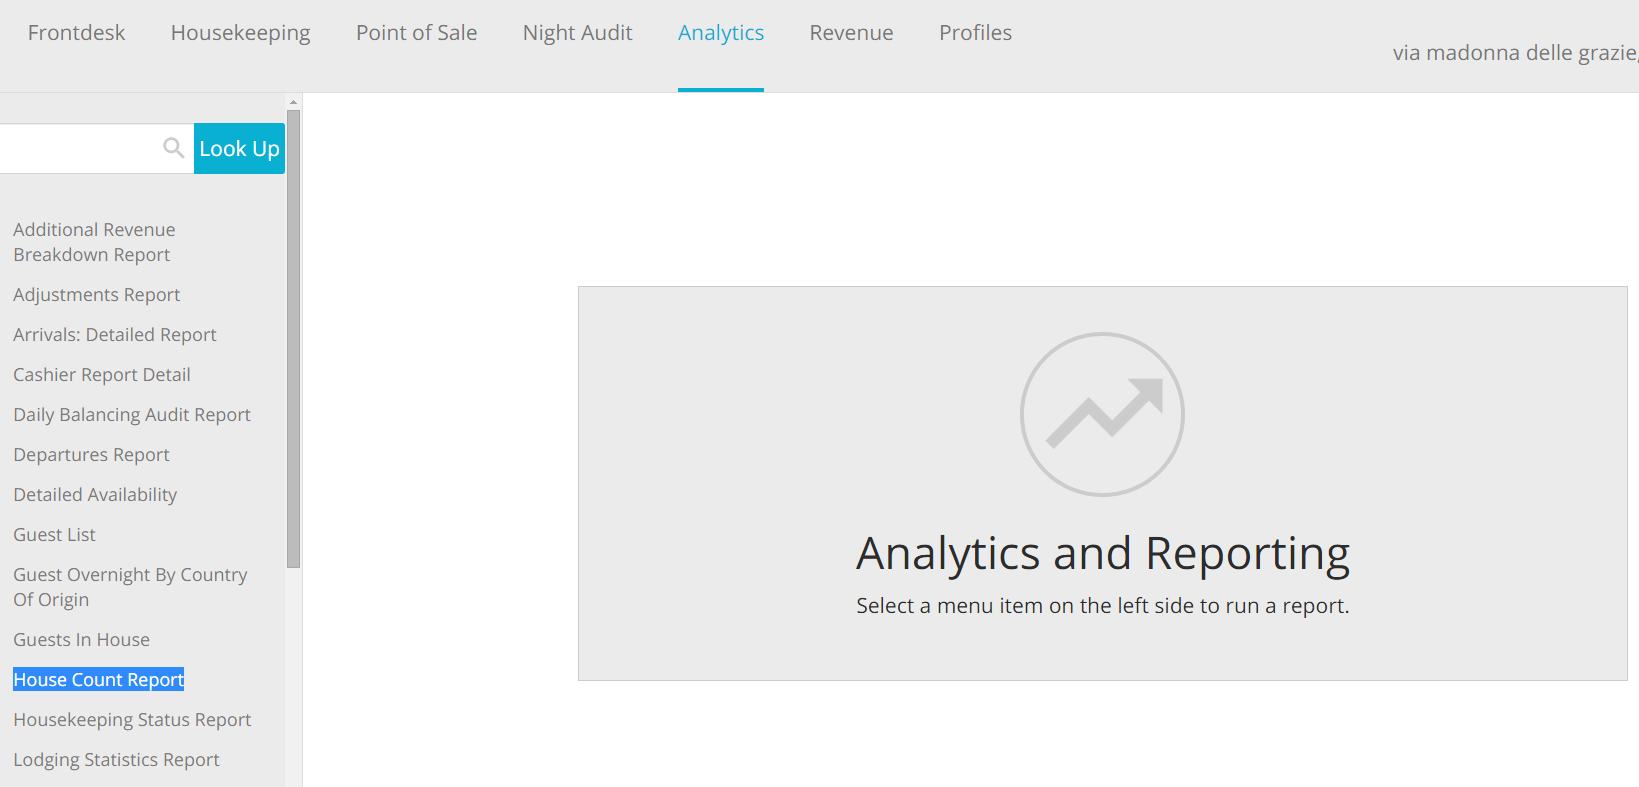 Frontdesk Housekeeping Point of Sale Night Audit Analytics Revenue Profiles
via madonna delle grazie,
Look Up
Additional Revenue
Breakdown Report
Adjustments Report
Arrivals: Detailed Report
Cashier Report Detail
Daily Balancing Audit Report
Departures Report
Detailed Availability
Guest List
Guest Overnight By Country
Of Origin
Guests In House
House Count Report
Housekeeping Status Report
Lodging Statistics Report
Analytics and Reporting
Select a menu item on the left side to run a report.